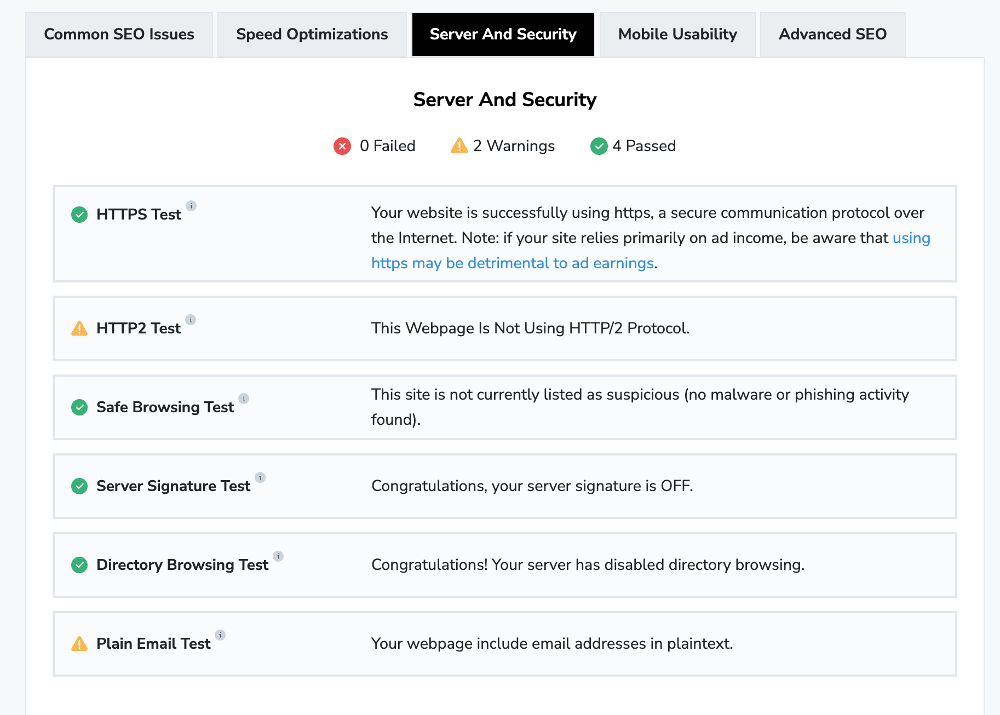 Common SEO Issues
Speed Optimizations
Server And Security
Mobile Usability
Advanced SEO
Server And Security
0 Failed
2 Warnings
4 Passed
HTTPS Test i
Your website is successfully using https, a secure communication protocol over
the Internet. Note: if your site relies primarily on ad income, be aware that using
https may be detrimental to ad earnings.
HTTP2 Test i
This Webpage Is Not Using HTTP/2 Protocol.
Safe Browsing Test i
This site is not currently listed as suspicious (no malware or phishing activity
found).
Server Signature Test i
Congratulations, your server signature is OFF.
Directory Browsing Test i
Congratulations! Your server has disabled directory browsing.
Plain Email Test i
Your webpage include email addresses in plaintext.